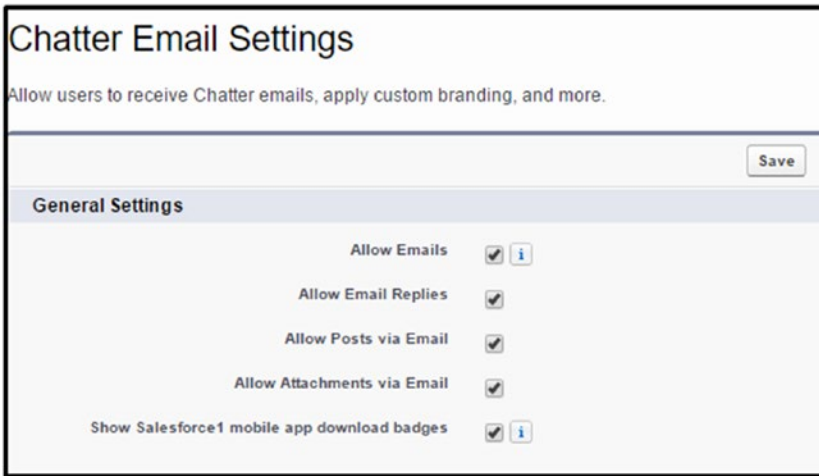 Chatter Email Settings
Allow users to receive Chatter emails, apply custom branding, and more.
Save
General Settings
Allow Emails i
Allow Email Replies
Allow Posts via Email
Allow Attachments via Email
Show Salesforce1 mobile app download badges i